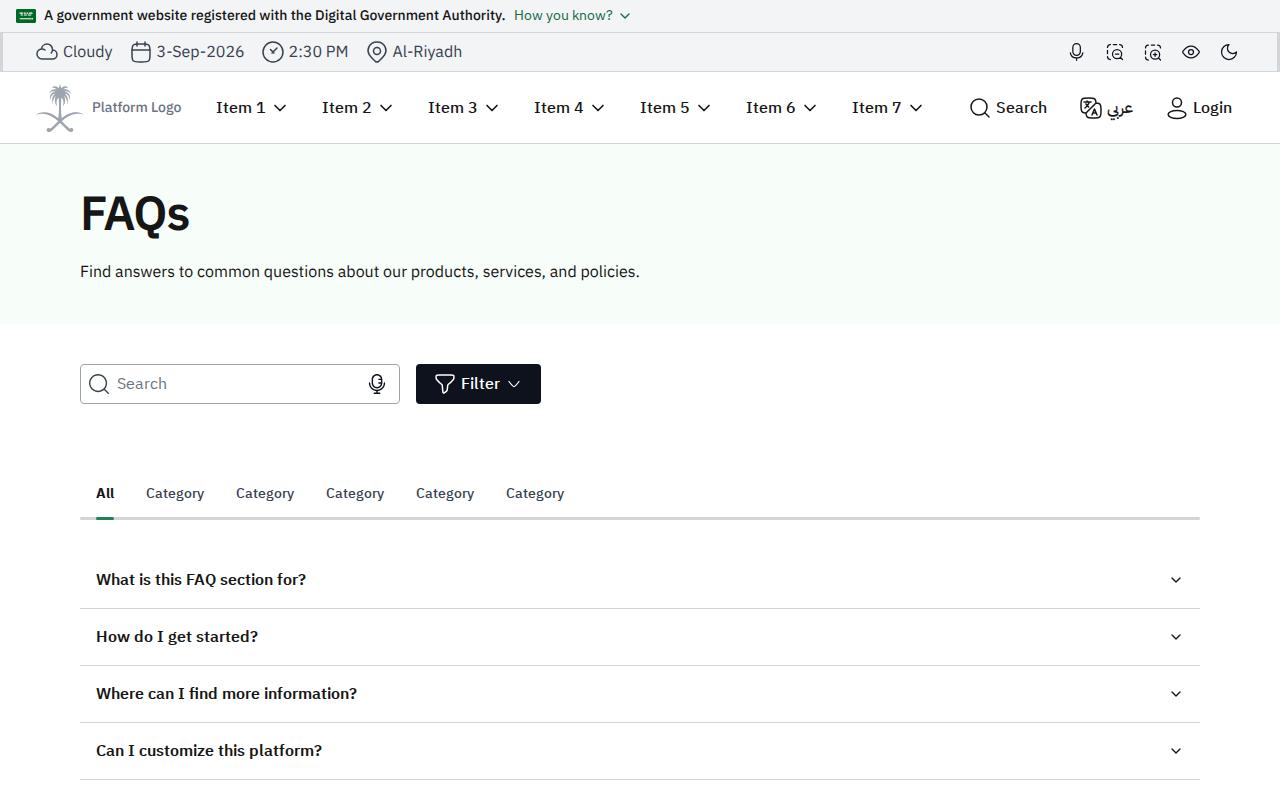 A government website registered with the Digital Government Authority. How you know?
Cloudy 3-Sep-2026 2:30 PM Al-Riyadh
Platform Logo Item 1 Item 2 Item 3 Item 4 Item 5 Item 6 Item 7 Search عربي Login
FAQs
Find answers to common questions about our products, services, and policies.
Search Filter
All Category Category Category Category Category
What is this FAQ section for?
How do I get started?
Where can I find more information?
Can I customize this platform?